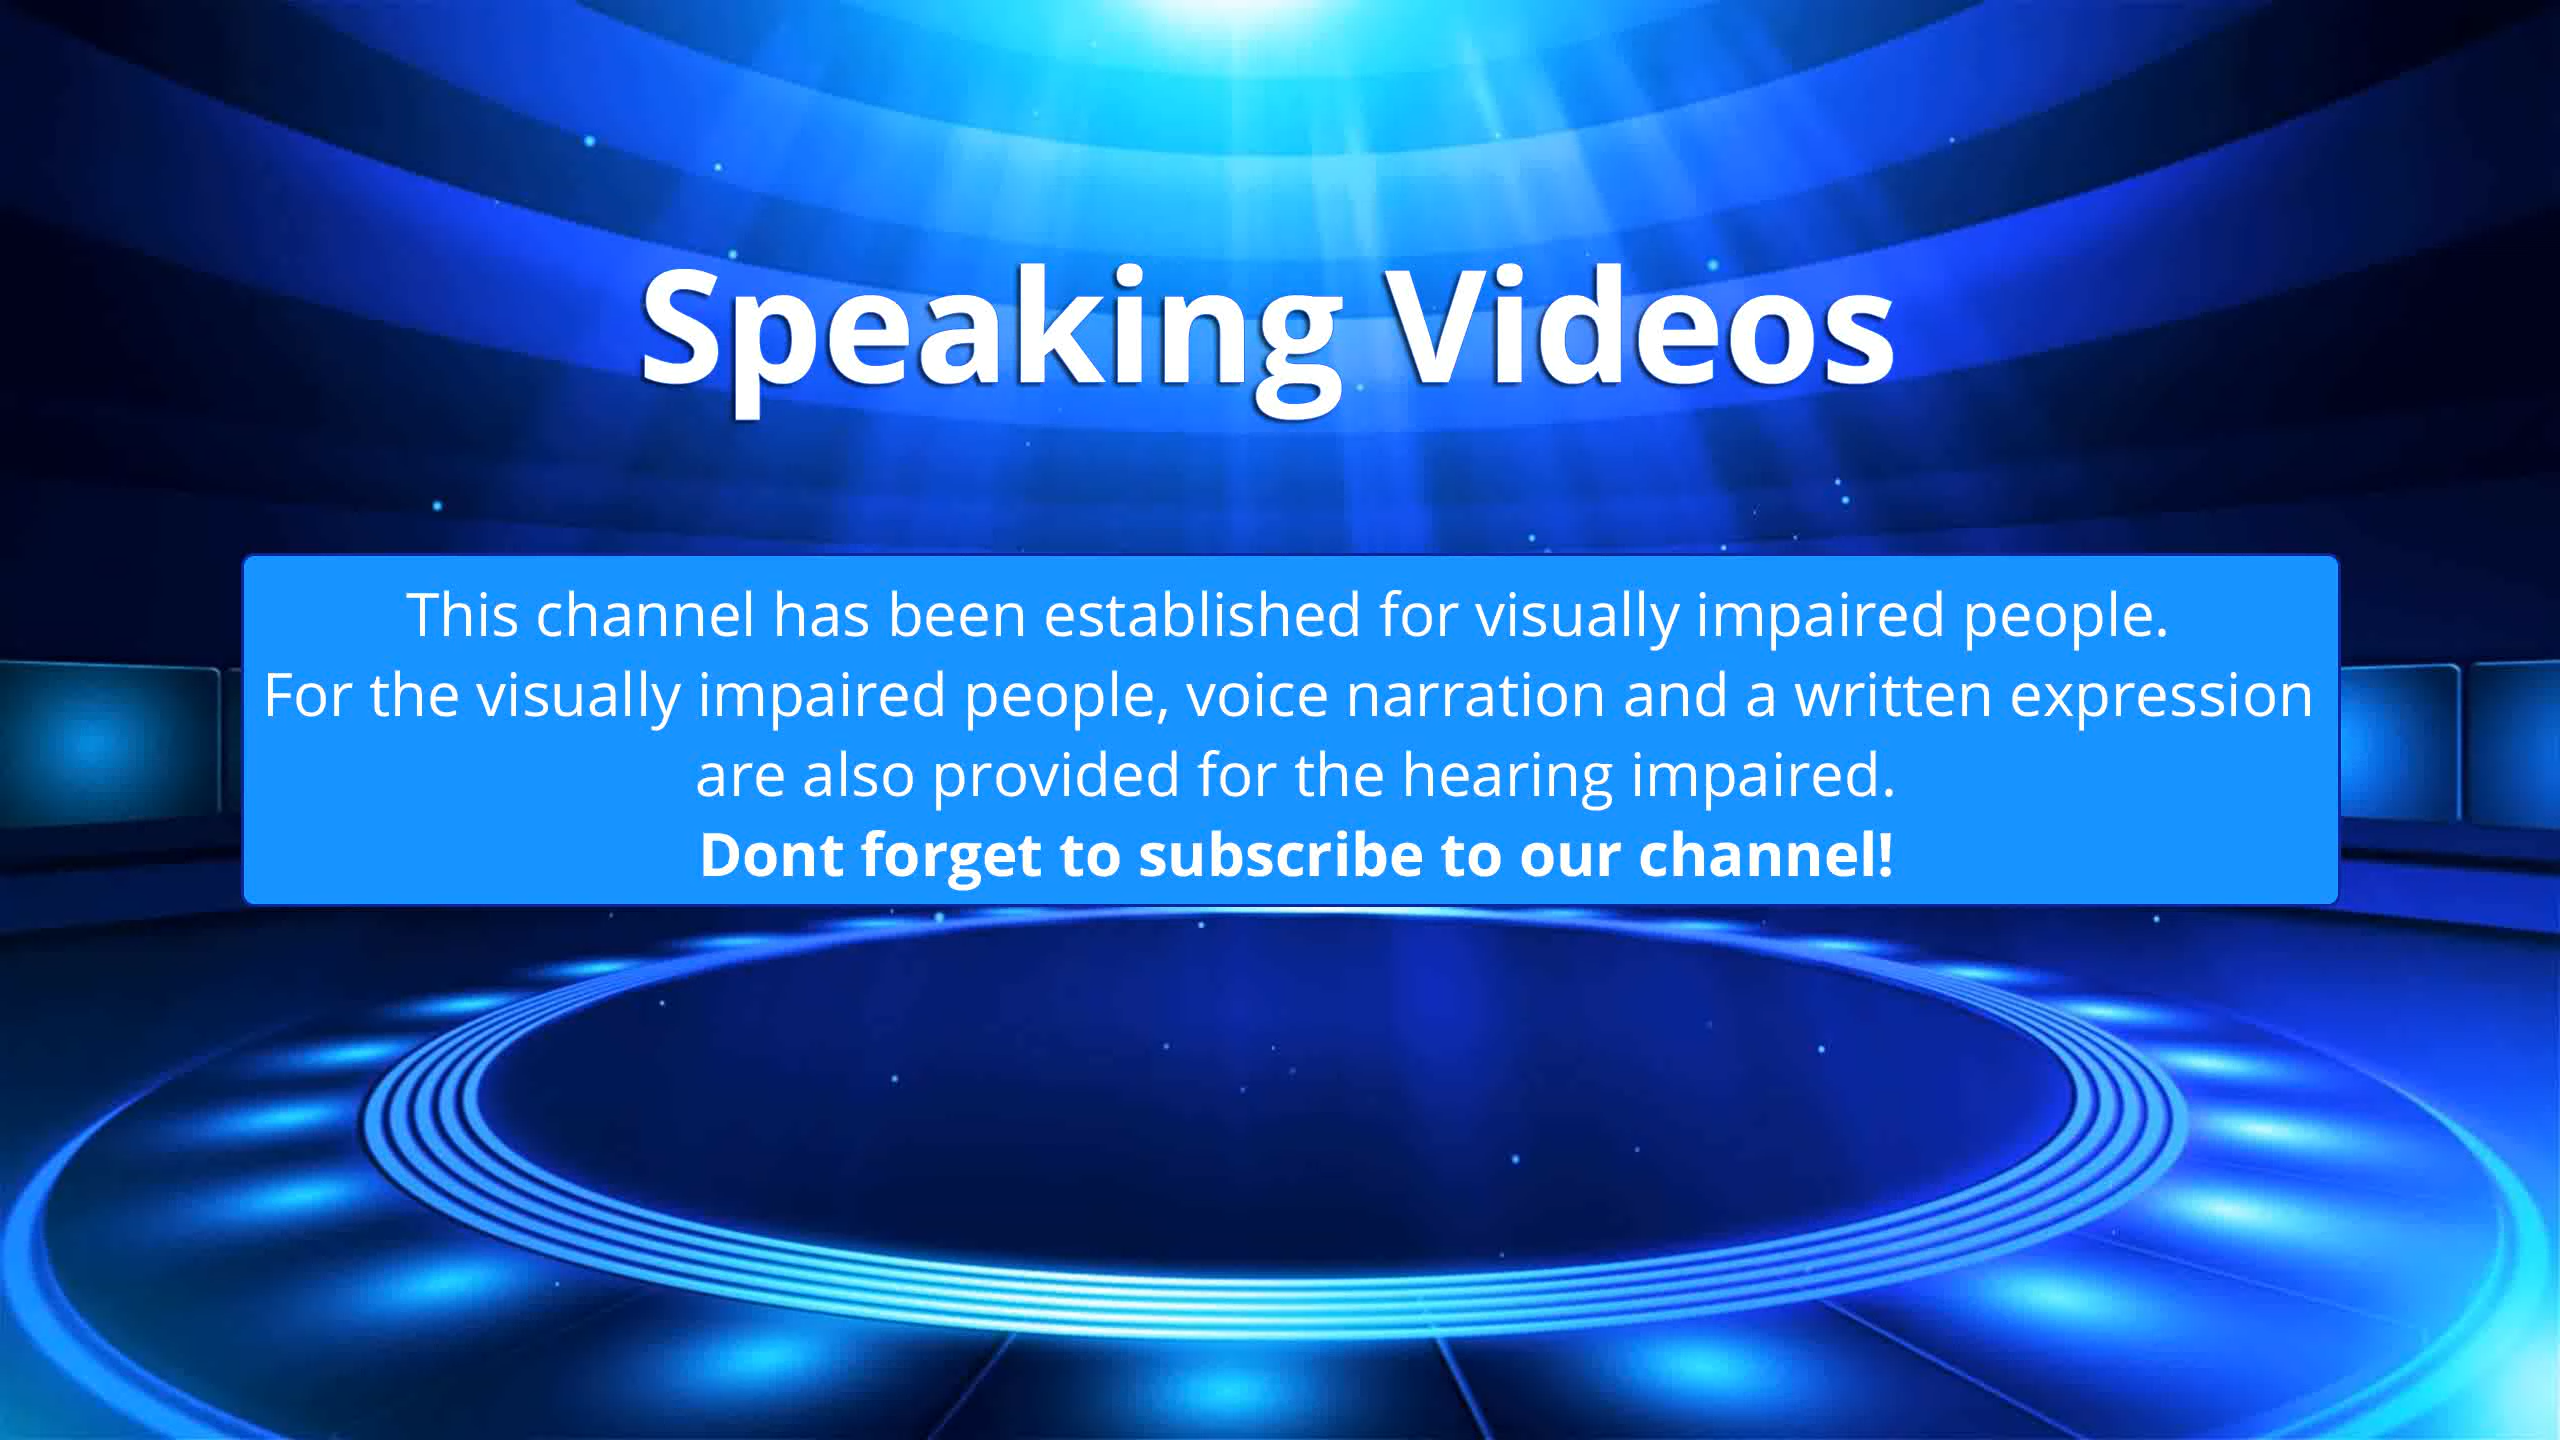 Speaking Videos
This channel has been established for visually impaired people.
For the visually impaired people, voice narration and a written expression
are also provided for the hearing impaired.
Dont forget to subscribe to our channel!